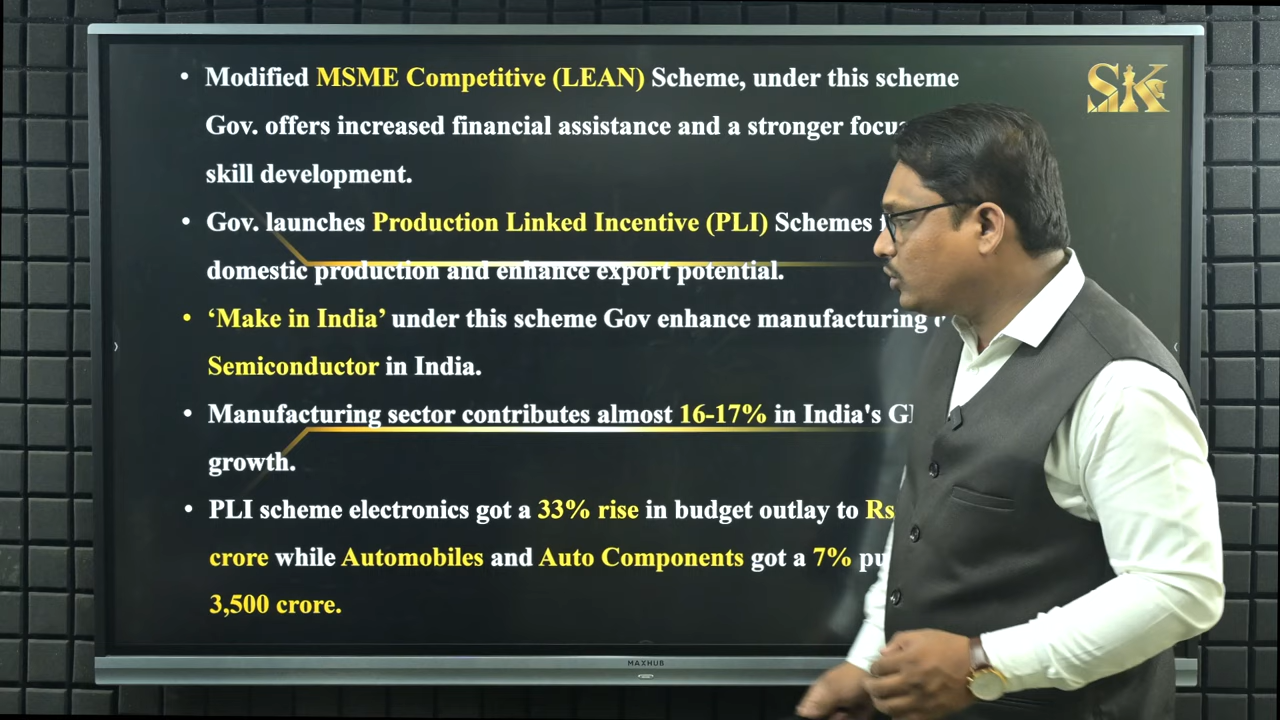 • Modified MSME Competitive (LEAN) Scheme, under this scheme
Gov. offers increased financial assistance and a stronger
skill development.
• Gov. launches Production Linked Incentive (PLI) Schemes
domestic production and enhance export potential.
• ‘Make in India’ under this scheme Gov enhance manufacturing
Semiconductor in India.
• Manufacturing sector contributes almost 16-17% in India's
growth.
• PLI scheme electronics got a 33% rise in budget outlay to Rs
crore while Automobiles and Auto Components got a 7%
3,500 crore.
SK
MAXHUB